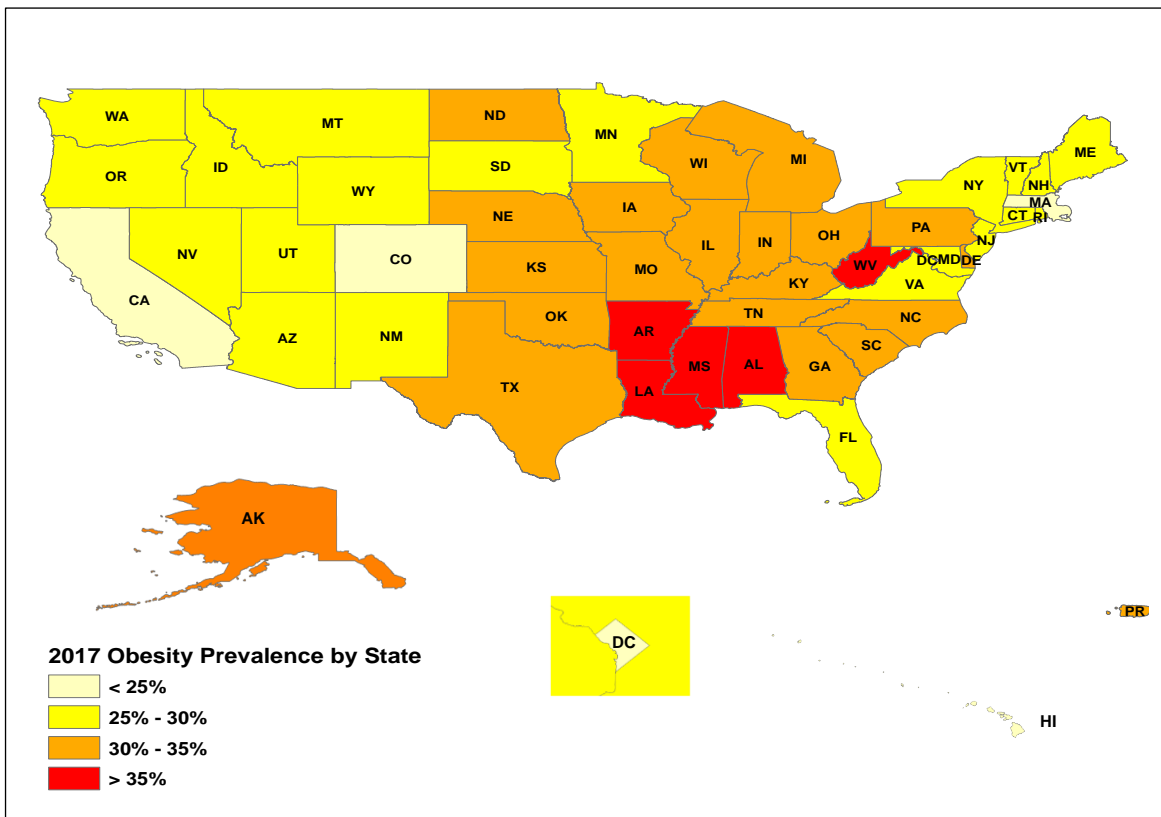 WA
MT
ND
MN
ME
VT
OR
ID
SD
WI
MI
NY
NH
WY
MA
IA
CT
RI
NE
PA
NJ
NV
UT
CO
IL
IN
OH
DC
MD
DE
WV
CA
KS
MO
KY
VA
AZ
NM
OK
TN
NC
AR
SC
MS
AL
GA
TX
LA
FL
AK
PR
DC
HI
2017 Obesity Prevalence by State
< 25%
25% - 30%
30% - 35%
> 35%